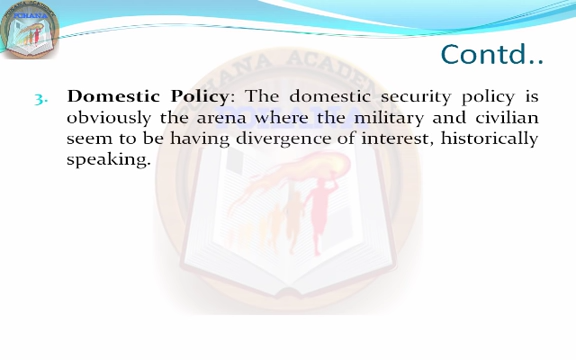 Contd..
3. Domestic Policy: The domestic security policy is
obviously the arena where the military and civilian
seem to be having divergence of interest, historically
speaking.